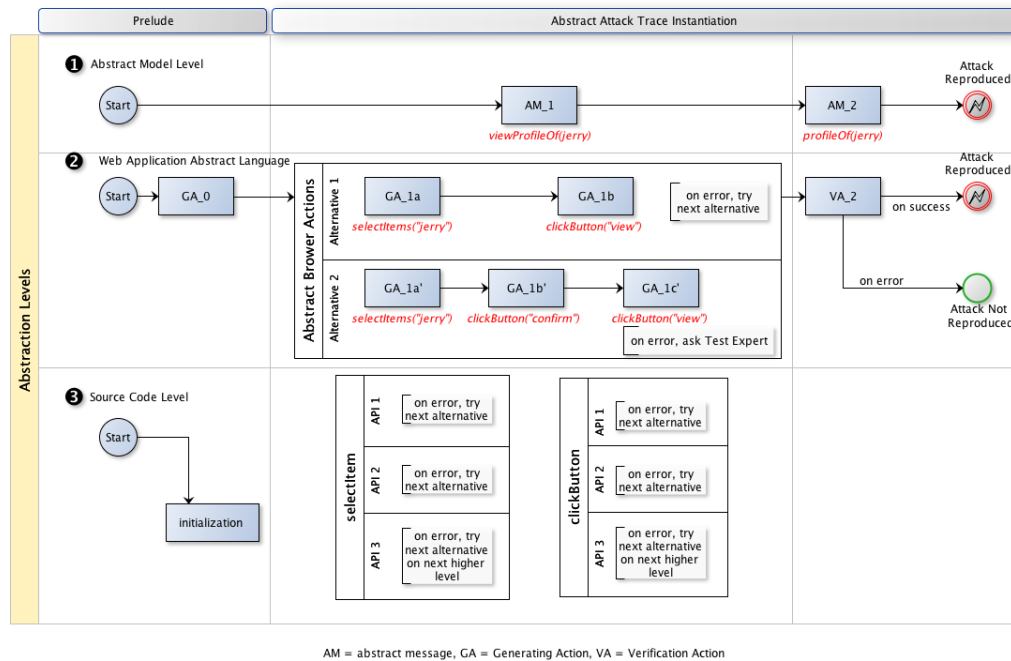 Prelude
Abstract Attack Trace Instantiation
Abstraction Levels
1 Abstract Model Level
Start
AM_1
viewProfileOf(jerry)
AM_2
profileOf(jerry)
Attack
Reproduced
2 Web Application Abstract Language
Start
GA_0
Abstract Brower Actions
Alternative 1
GA_1a
selectItems("jerry")
GA_1b
clickButton("view")
on error, try
next alternative
Alternative 2
GA_1a'
selectItems("jerry")
GA_1b'
clickButton("confirm")
GA_1c'
clickButton("view")
on error, ask Test Expert
VA_2
on success
Attack
Reproduced
on error
Attack Not
Reproduced
3 Source Code Level
Start
initialization
selectItem
API 1
on error, try
next alternative
API 2
on error, try
next alternative
API 3
on error, try
next alternative
on next higher
level
clickButton
API 1
on error, try
next alternative
API 2
on error, try
next alternative
API 3
on error, try
next alternative
on next higher
level
AM = abstract message, GA = Generating Action, VA = Verification Action